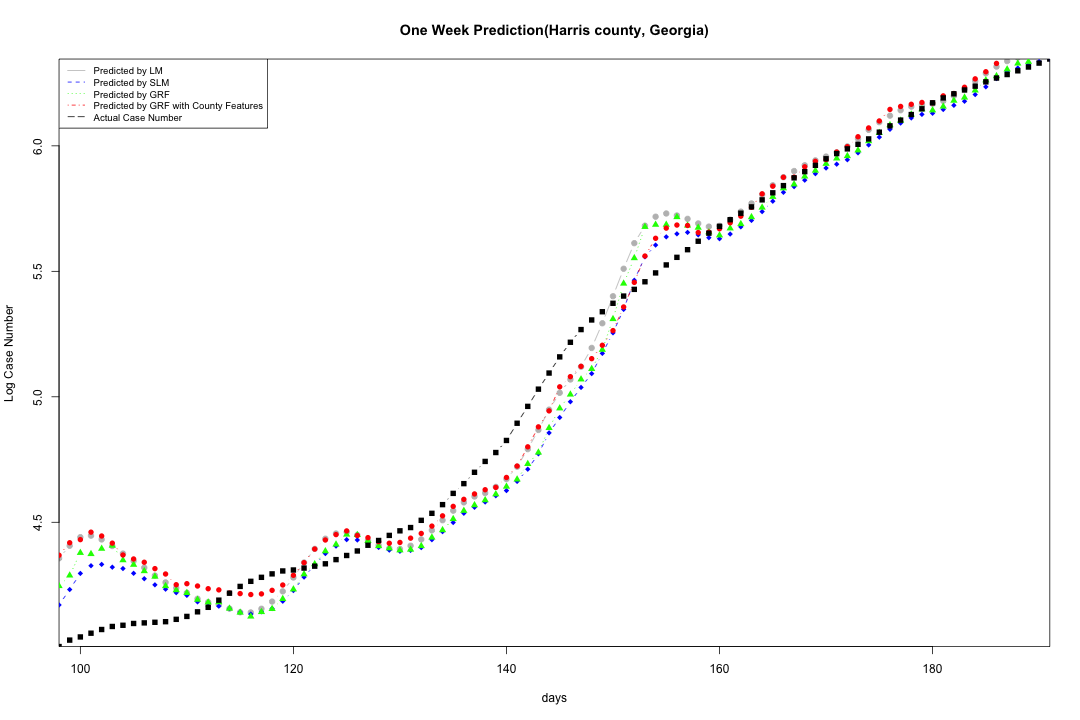 One Week Prediction(Harris county, Georgia)
Predicted by LM
Predicted by SLM
Predicted by GRF
Predicted by GRF with County Features
Actual Case Number
6.0
5.5
5.0
4.5
Log Case Number
100 120 140 160 180
days